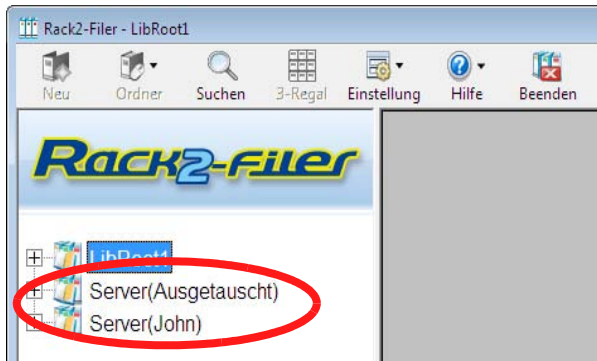 Rack2-Filer - LibRoot1
Neu Ordner Suchen 3-Regal Einstellung Hilfe Beenden
Rack2-Filer
LibRoot1
Server(Ausgetauscht)
Server(John)